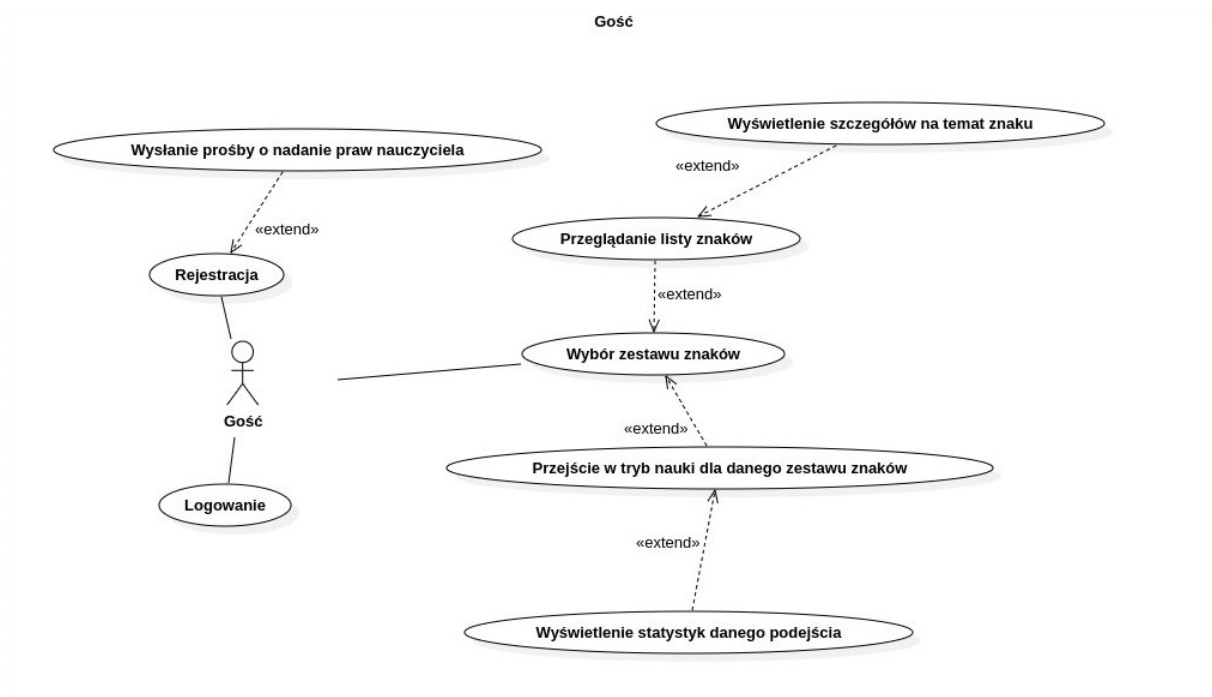 Gość
Wyświetlenie szczegółów na temat znaku
Wysłanie prośby o nadanie praw nauczyciela
«extend»
«extend»
Przeglądanie listy znaków
Rejestracja
«extend»
Wybór zestawu znaków
Gość
«extend»
Przejście w tryb nauki dla danego zestawu znaków
Logowanie
«extend»
Wyświetlenie statystyk danego podejścia